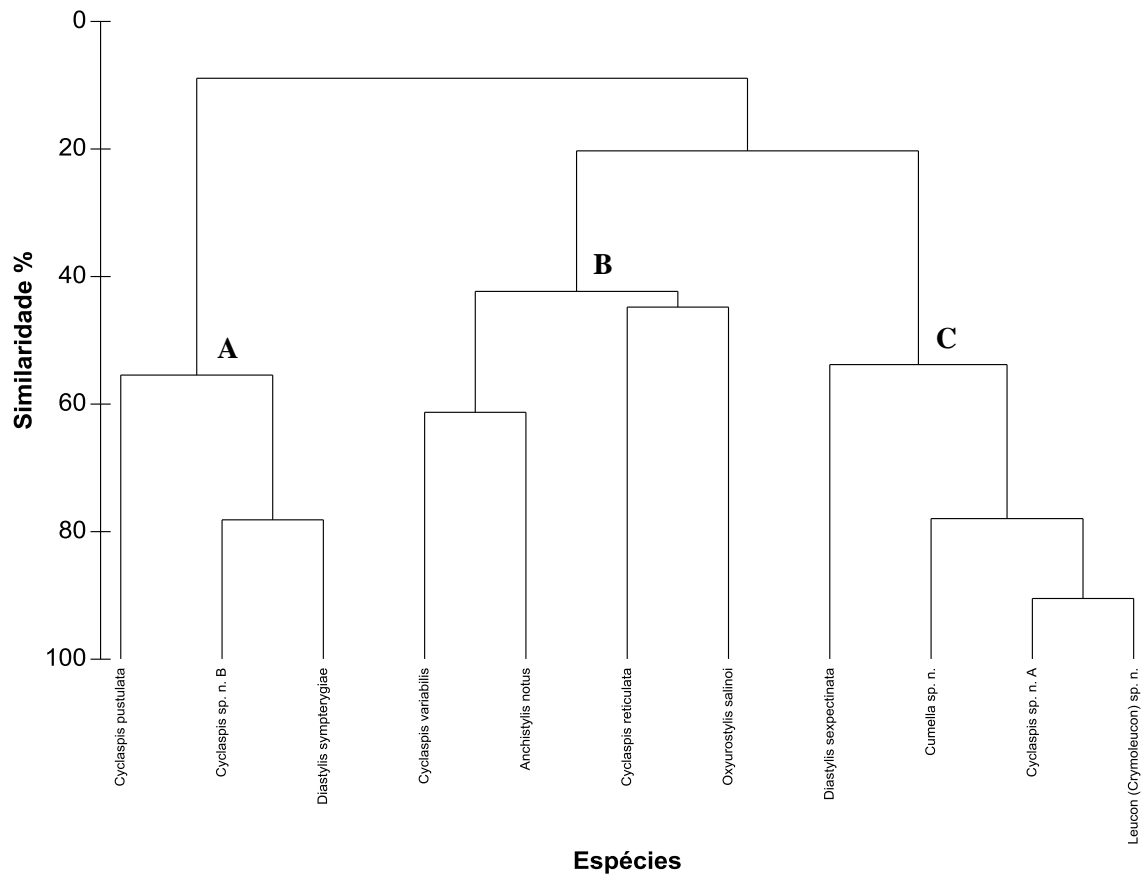 0
20
40
60
80
100
Similaridade %
A
B
C
Cyclaspis pustulata
Cyclaspis sp. n. B
Diastylis sympterygiae
Cyclaspis variabilis
Anchistylis notus
Cyclaspis reticulata
Oxyurostylis salinoi
Diastylis sexpectinata
Cumella sp. n.
Cyclaspis sp. n. A
Leucon (Crymoleucon) sp. n.
Espécies